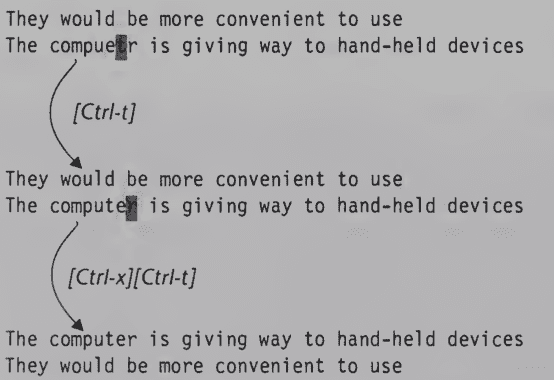 They would be more convenient to use
The compuetr is giving way to hand-held devices
[Ctrl-t]
They would be more convenient to use
The computer is giving way to hand-held devices
[Ctrl-x][Ctrl-t]
The computer is giving way to hand-held devices
They would be more convenient to use